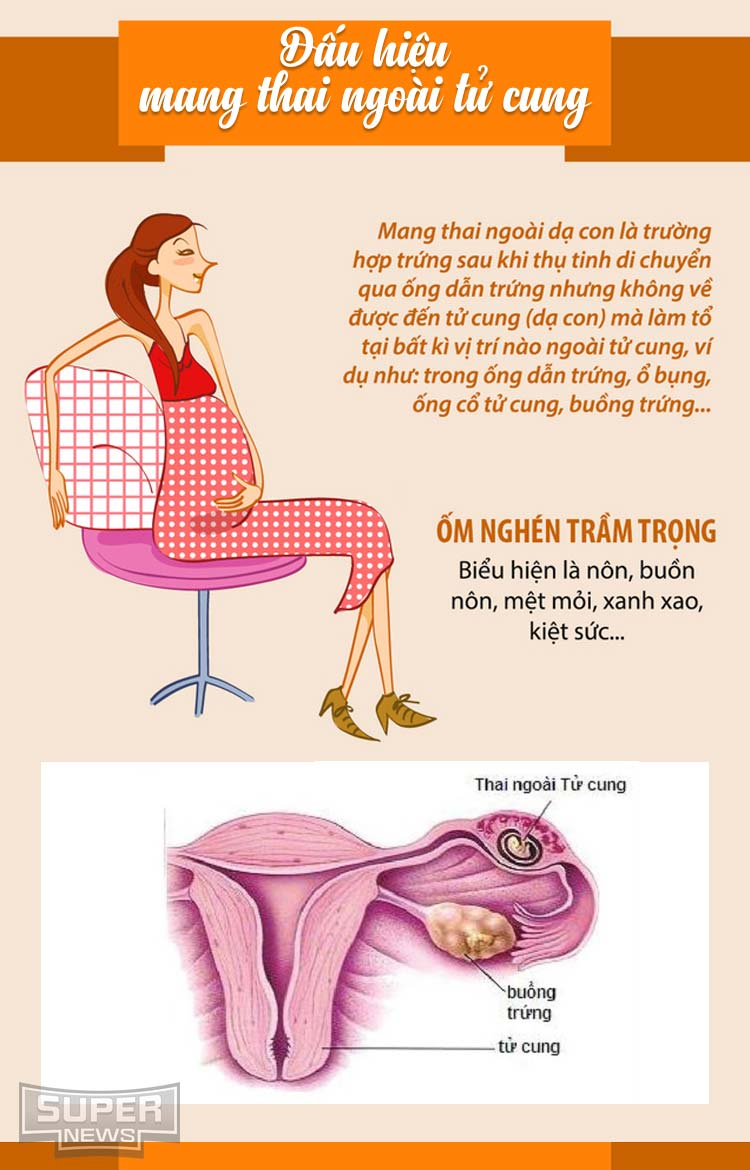 Dấu hiệu
mang thai ngoài tử cung
Mang thai ngoài dạ con là trường
hợp trứng sau khi thụ tinh di chuyển
qua ống dẫn trứng nhưng không về
được đến tử cung (dạ con) mà làm tổ
tại bất kì vị trí nào ngoài tử cung, ví
dụ như: trong ống dẫn trứng, ổ bụng,
ống cổ tử cung, buồng trứng...
ỐM NGHÉN TRẦM TRỌNG
Biểu hiện là nôn, buồn
nôn, mệt mỏi, xanh xao,
kiệt sức...
Thai ngoài Tử cung
buồng
trứng
tử cung
SUPER
NEWS